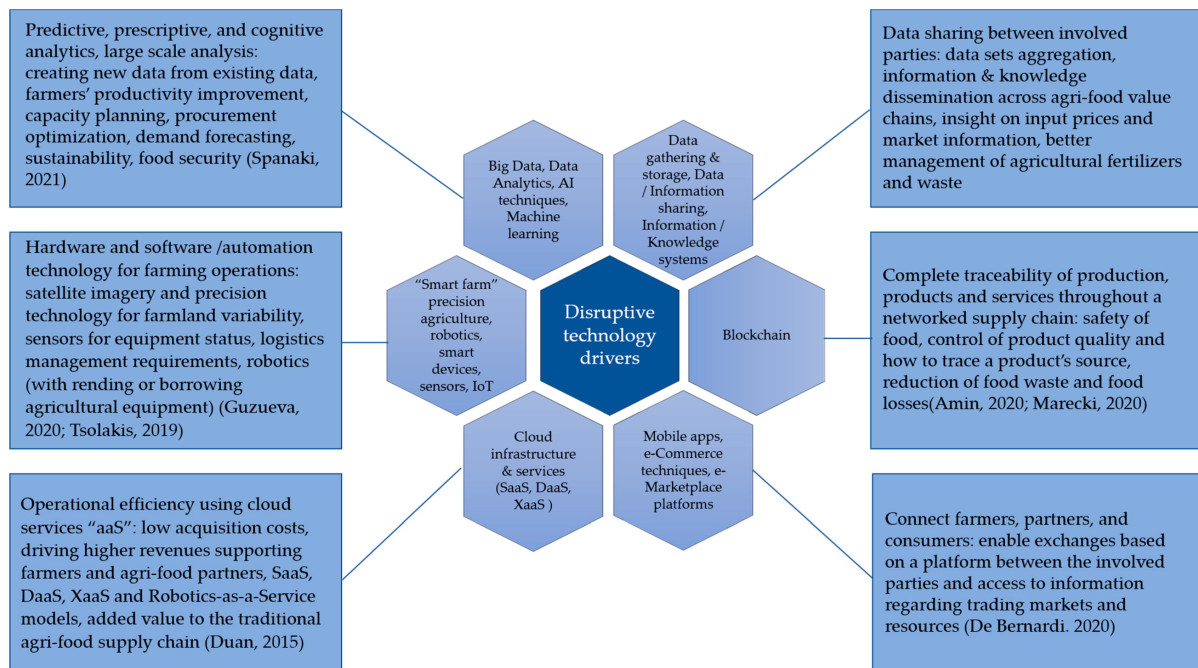 Predictive, prescriptive, and cognitive
analytics, large scale analysis:
creating new data from existing data,
farmers' productivity improvement,
capacity planning, procurement
optimization, demand forecasting,
sustainability, food security (Spanaki,
2021)
Data sharing between involved
parties: data sets aggregation,
information & knowledge
dissemination across agri-food value
chains, insight on input prices and
market information, better
management of agricultural fertilizers
and waste
Big Data, Data
Analytics, AI
techniques,
Machine
learning
Data
gathering &
storage, Data
/ Information
sharing,
Information /
Knowledge
systems
Hardware and software /automation
technology for farming operations:
satellite imagery and precision
technology for farmland variability,
sensors for equipment status, logistics
management requirements, robotics
(with rending or borrowing
agricultural equipment) (Guzueva,
2020; Tsolakis, 2019)
"Smart farm"
precision
agriculture,
robotics,
smart
devices,
sensors, IoT
Disruptive
technology
drivers
Blockchain
Complete traceability of production,
products and services throughout a
networked supply chain: safety of
food, control of product quality and
how to trace a product's source,
reduction of food waste and food
losses(Amin, 2020; Marecki, 2020)
Cloud
infrastructure
& services
(SaaS, DaaS,
XaaS )
Mobile apps,
e-Commerce
techniques, e-
Marketplace
platforms
Operational efficiency using cloud
services "aaS": low acquisition costs,
driving higher revenues supporting
farmers and agri-food partners, SaaS,
DaaS, XaaS and Robotics-as-a-Service
models, added value to the traditional
agri-food supply chain (Duan, 2015)
Connect farmers, partners, and
consumers: enable exchanges based
on a platform between the involved
parties and access to information
regarding trading markets and
resources (De Bernardi. 2020)